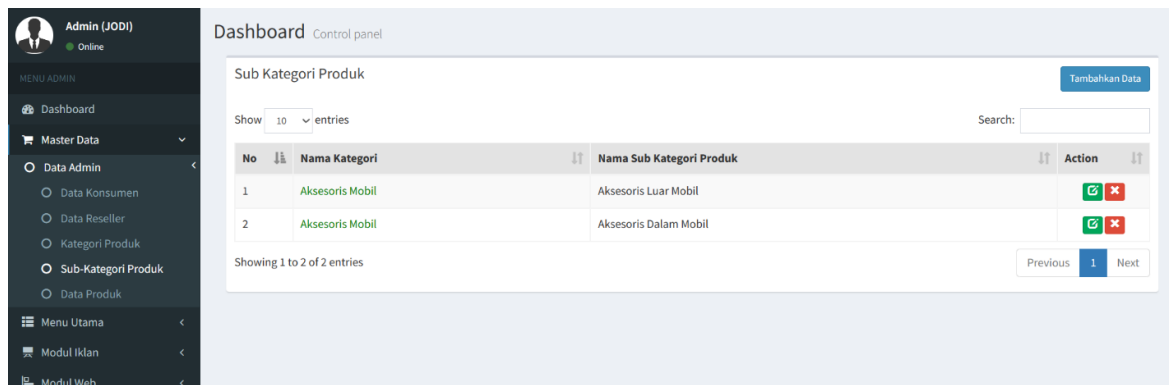 Admin (JODI)
Online
MENU ADMIN
Dashboard
Master Data
Data Admin
Data Konsumen
Data Reseller
Kategori Produk
Sub-Kategori Produk
Data Produk
Menu Utama
Modul Iklan
Modul Web
Dashboard Control panel
Sub Kategori Produk
Tambahkan Data
Show 10 entries
Search:
No Nama Kategori Nama Sub Kategori Produk Action
1 Aksesoris Mobil Aksesoris Luar Mobil
2 Aksesoris Mobil Aksesoris Dalam Mobil
Showing 1 to 2 of 2 entries
Previous 1 Next